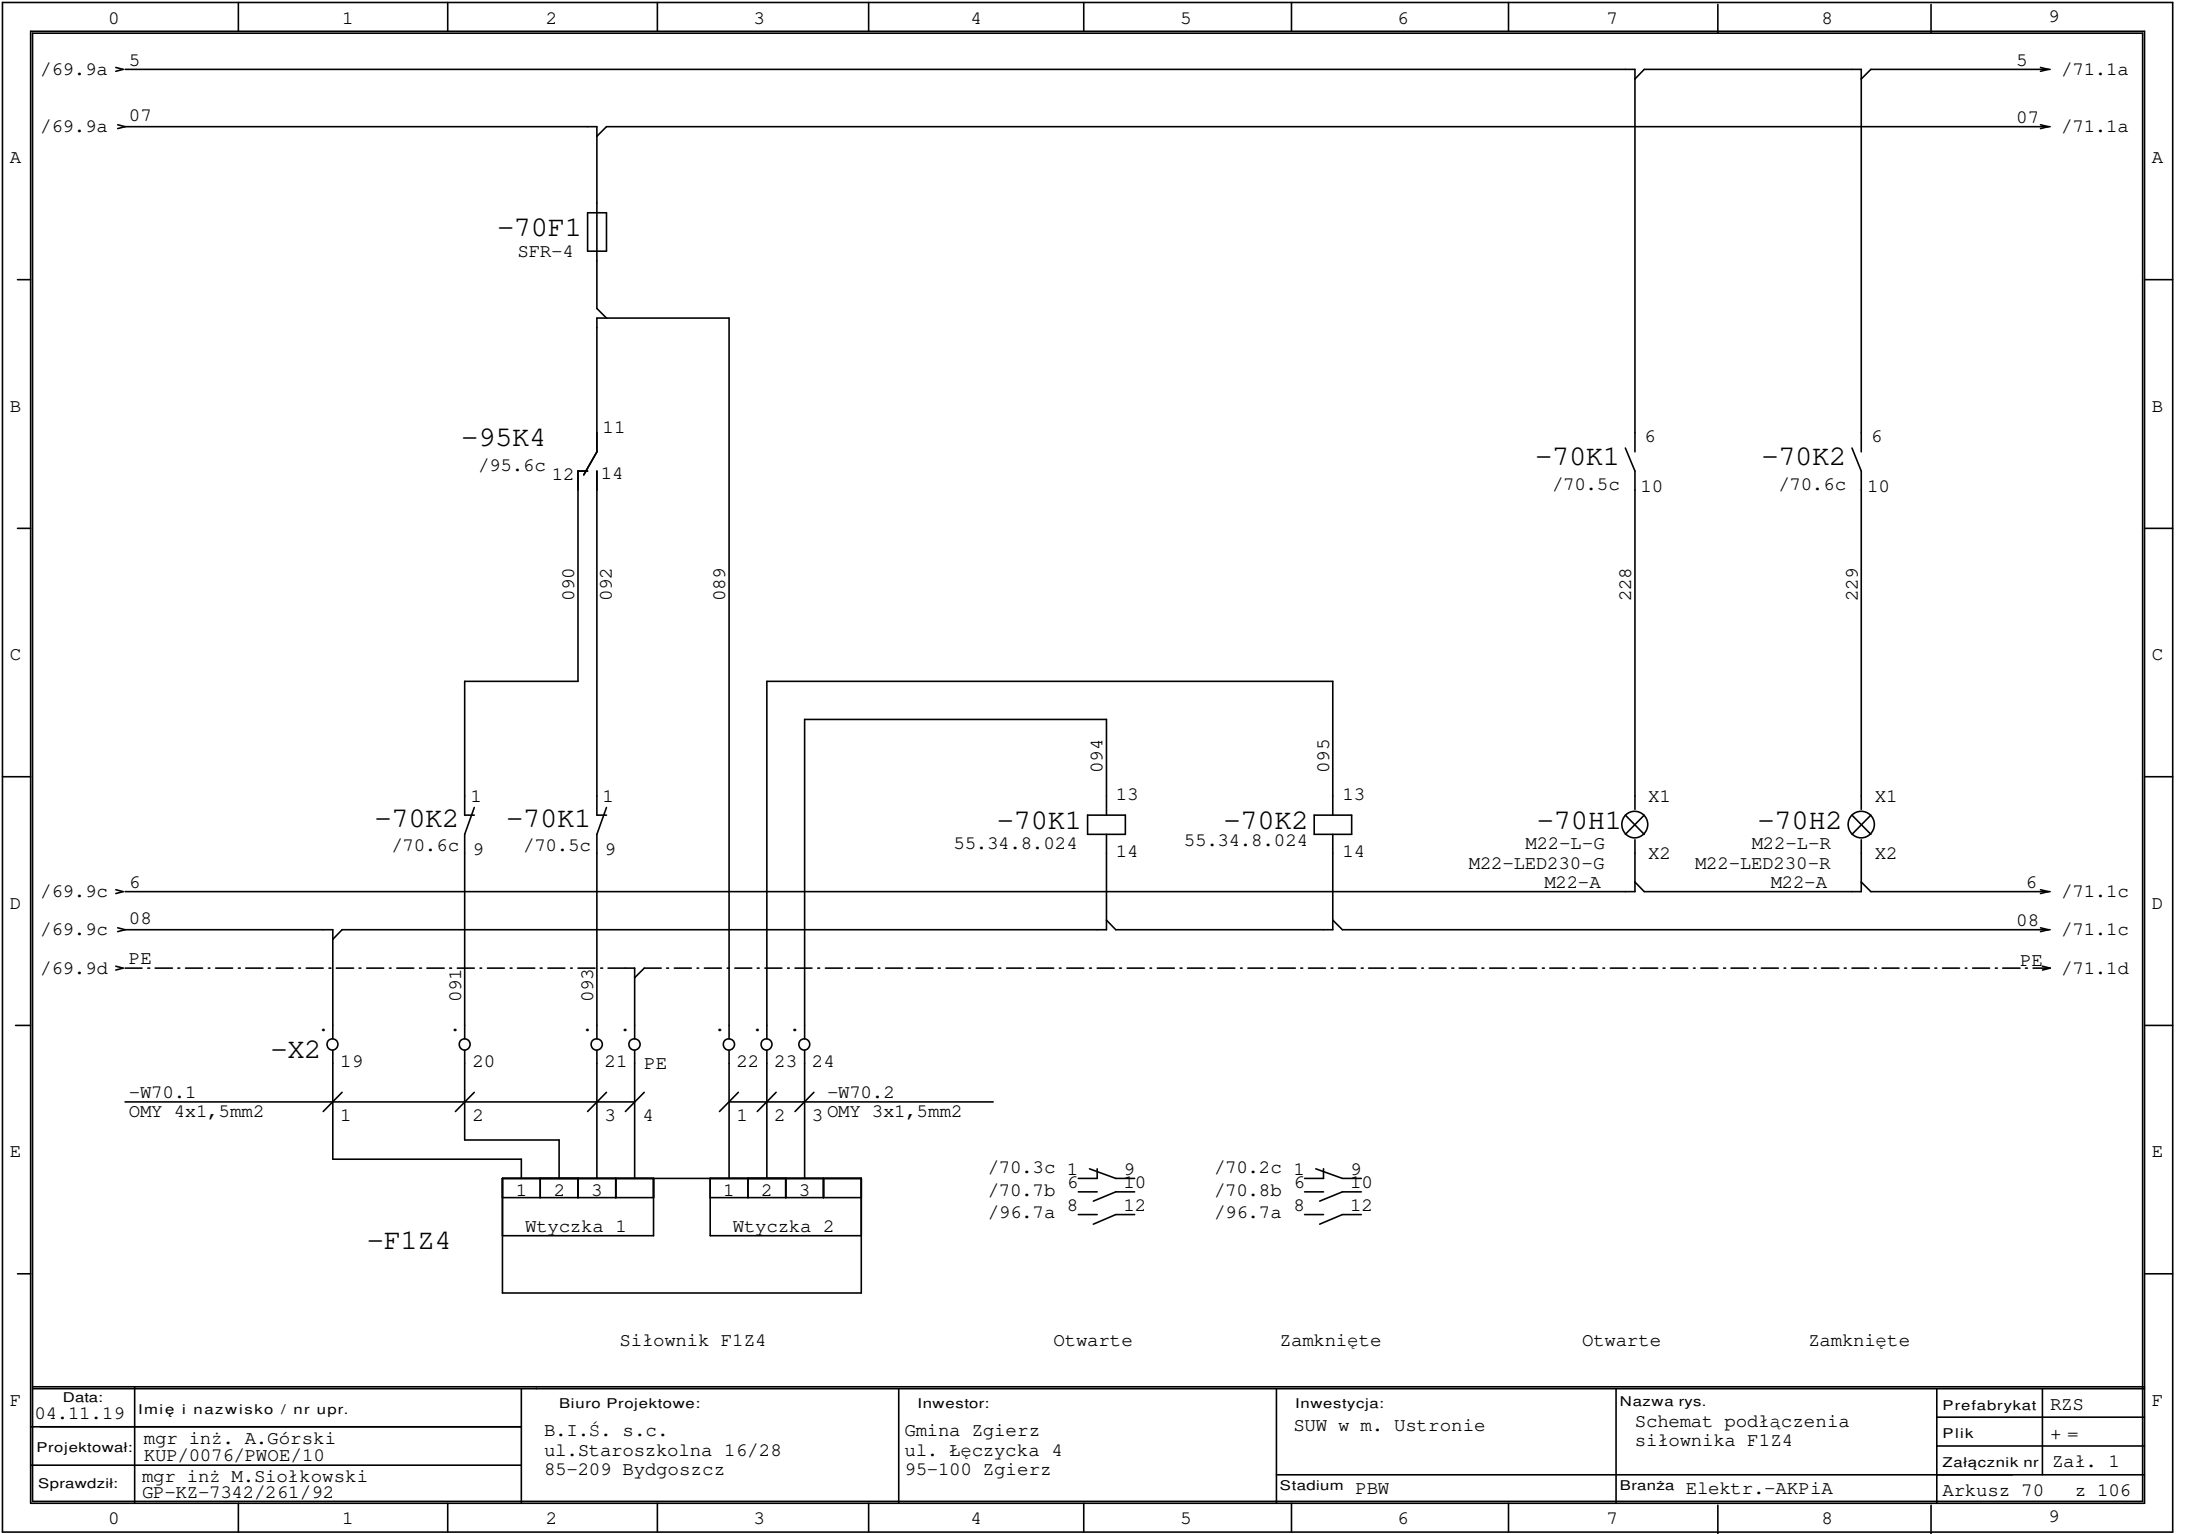 0 1 2 3 4 5 6 7 8 9
/69.9a 5 5 /71.1a
/69.9a 07 07 /71.1a
A A
-70F1
SFR-4
B B
-95K4 11
/95.6c 12 14
-70K1 6
/70.5c 10
-70K2 6
/70.6c 10
090 092 089 228 229
C C
094 095
-70K2 1
/70.6c 9
-70K1 1
/70.5c 9
-70K1 13
55.34.8.024 14
-70K2 13
55.34.8.024 14
-70H1 X1
M22-L-G X2
M22-LED230-G
M22-A
-70H2 X1
M22-L-R X2
M22-LED230-R
M22-A
/69.9c 6 6 /71.1c
D D
/69.9c 08 08 /71.1c
/69.9d PE PE /71.1d
091 093
-X2 19 20 21 PE 22 23 24
-W70.1
OMY 4x1,5mm2
1 2 3 4 1 2 3
-W70.2
OMY 3x1,5mm2
E E
/70.3c 1 9
/70.7b 6 10
/96.7a 8 12
/70.2c 1 9
/70.8b 6 10
/96.7a 8 12
1 2 3 1 2 3
Wtyczka 1 Wtyczka 2
-F1Z4
Siłownik F1Z4 Otwarte Zamknięte Otwarte Zamknięte
F F
Data:
04.11.19
Imię i nazwisko / nr upr.
Projektował:
mgr inż. A.Górski
KUP/0076/PWOE/10
Sprawdził:
mgr inż M.Siołkowski
GP-KZ-7342/261/92
Biuro Projektowe:
B.I.Ś. s.c.
ul.Staroszkolna 16/28
85-209 Bydgoszcz
Inwestor:
Gmina Zgierz
ul. Łęczycka 4
95-100 Zgierz
Inwestycja:
SUW w m. Ustronie
Stadium PBW
Nazwa rys.
Schemat podłączenia
siłownika F1Z4
Branża Elektr.-AKPiA
Prefabrykat RZS
Plik + =
Załącznik nr Zał. 1
Arkusz 70 z 106
0 1 2 3 4 5 6 7 8 9